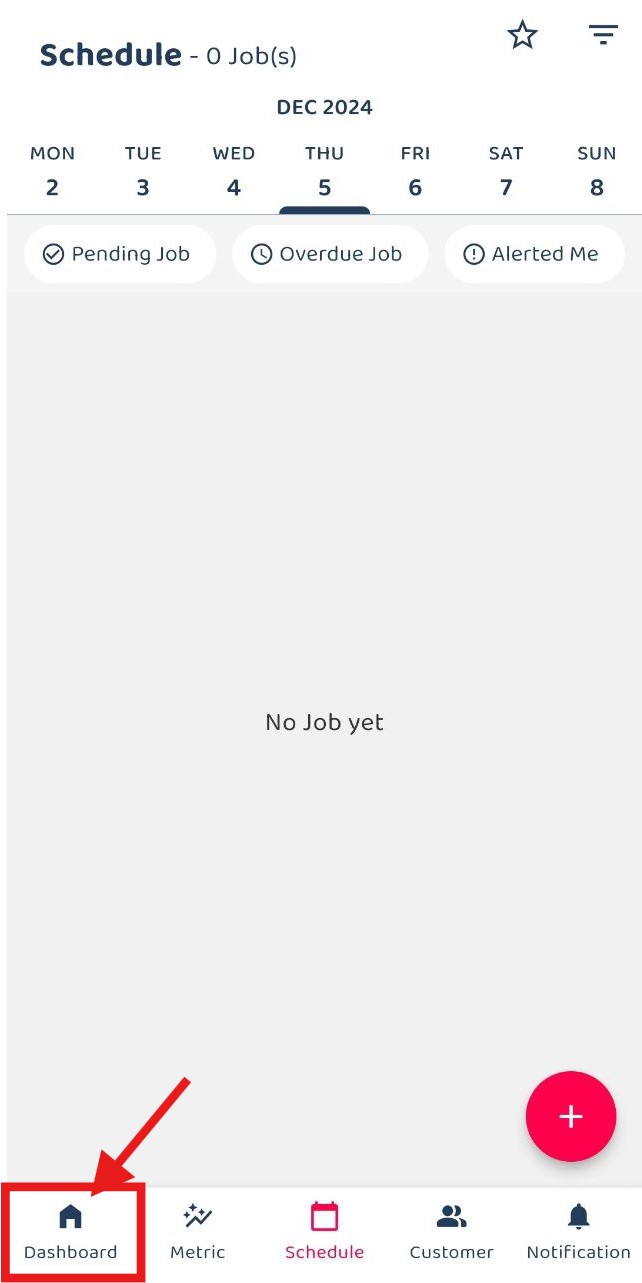 Schedule - 0 Job(s)
DEC 2024
MON TUE WED THU FRI SAT SUN
2 3 4 5 6 7 8
Pending Job Overdue Job Alerted Me
No Job yet
+
Dashboard Metric Schedule Customer Notification